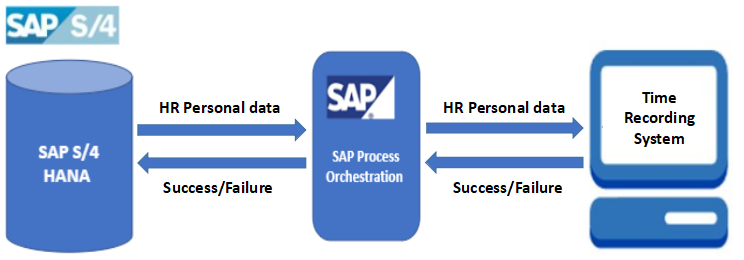 SAP S/4
HR Personal data
HR Personal data
Time
Recording
System
SAP S/4
HANA
SAP
®
SAP Process
Orchestration
Success/Failure
Success/Failure